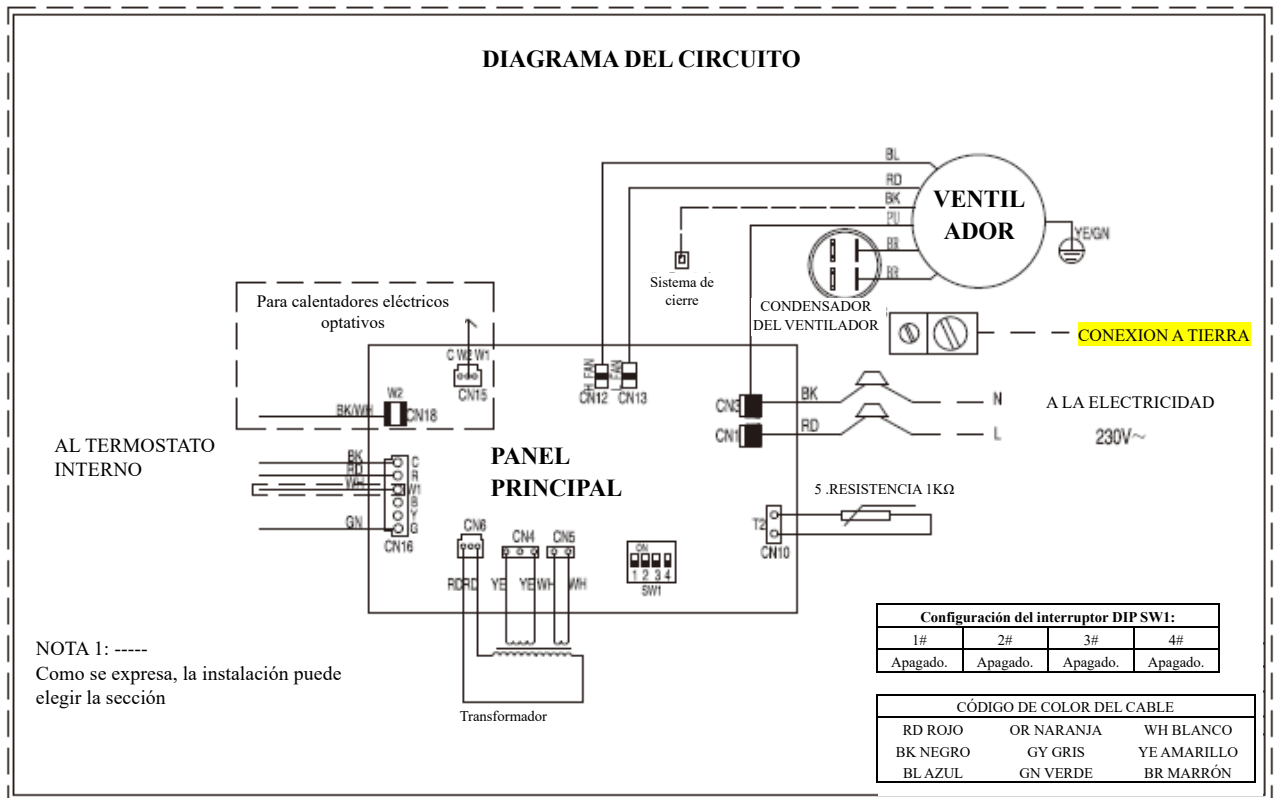 DIAGRAMA DEL CIRCUITO
BL
RD
BK
PU
BR
BR
VENTIL
ADOR
YE/GN
Sistema de
cierre
CONDENSADOR
DEL VENTILADOR
CONEXION A TIERRA
Para calentadores eléctricos
optativos
C W2 W1
CN15
W2
BK/WH
CN18
H_FAN
L_FAN
CN12
CN13
CN3
BK
N
CN1
RD
L
A LA ELECTRICIDAD
230V~
AL TERMOSTATO
INTERNO
BK
RD
WH
GN
C
R
W1
B
Y
G
CN16
PANEL
PRINCIPAL
5 .RESISTENCIA 1KΩ
T2
CN10
CN6
CN4
CN5
RD
RD
YE
YE
WH
WH
ON
1 2 3 4
SW1
Transformador
NOTA 1: -----
Como se expresa, la instalación puede
elegir la sección
Configuración del interruptor DIP SW1:
1# 2# 3# 4#
Apagado. Apagado. Apagado. Apagado.
CÓDIGO DE COLOR DEL CABLE
RD ROJO OR NARANJA WH BLANCO
BK NEGRO GY GRIS YE AMARILLO
BL AZUL GN VERDE BR MARRÓN